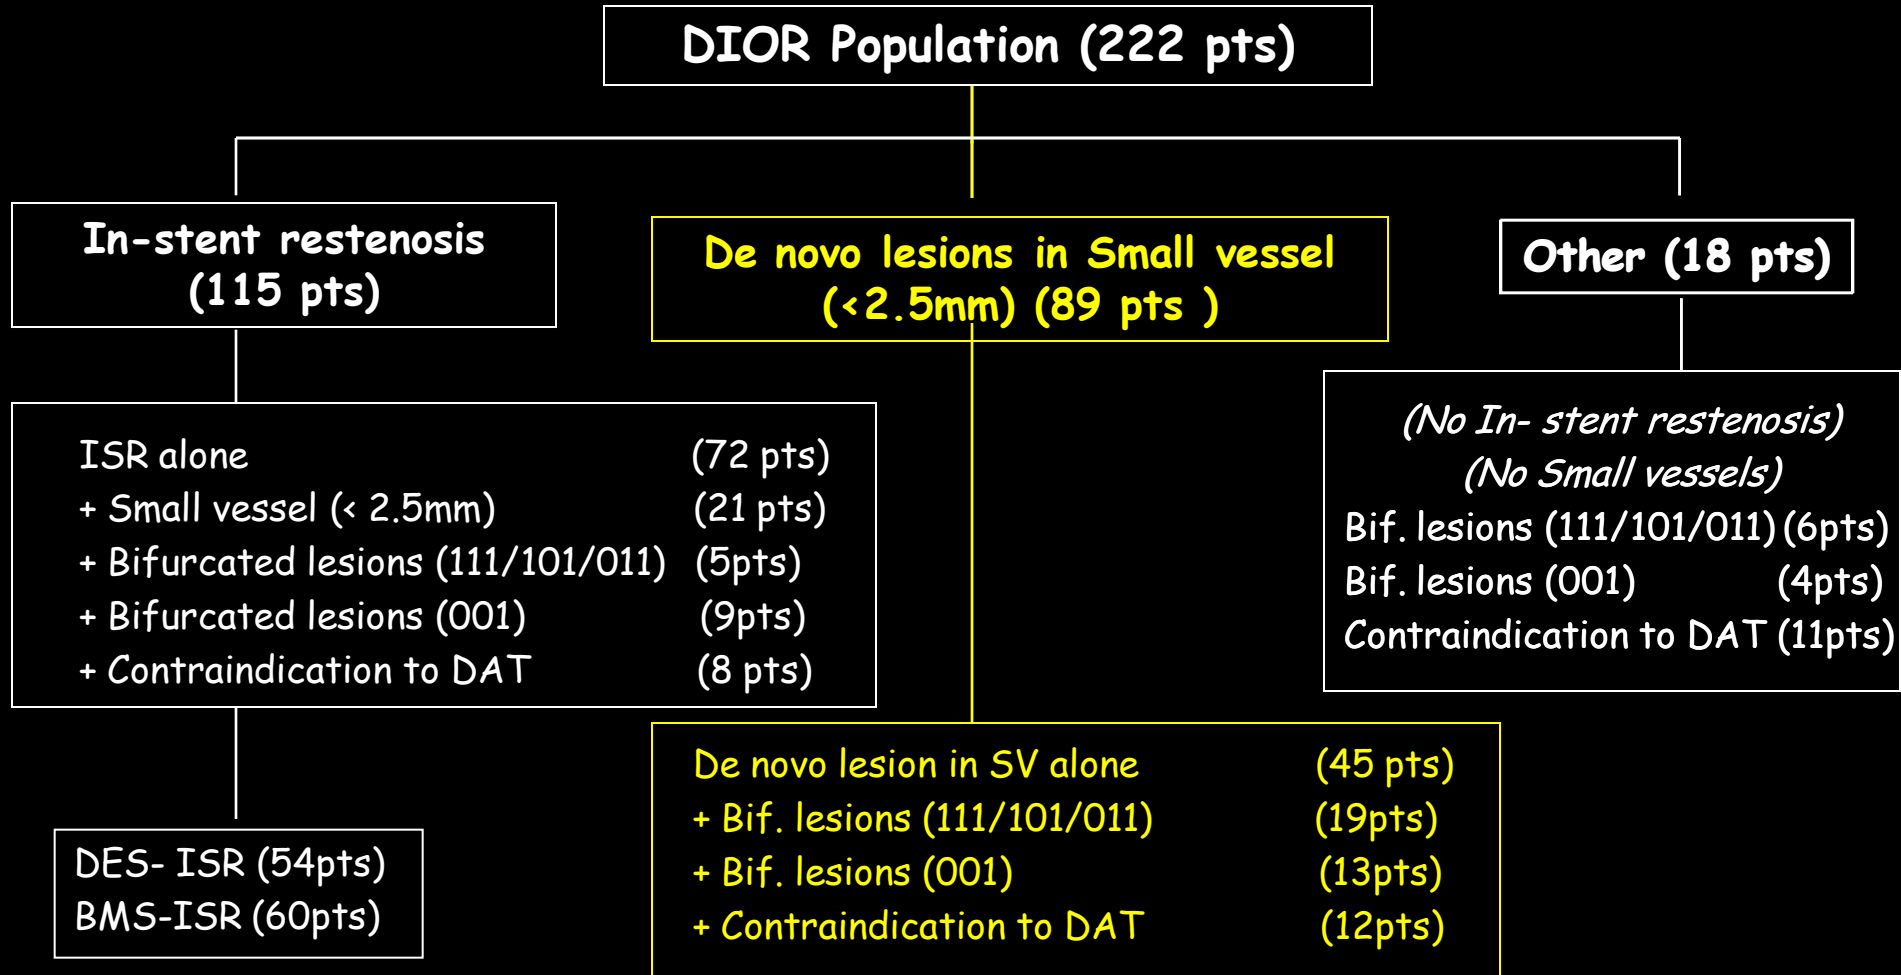 DIOR Population (222 pts)
In-stent restenosis
(115 pts)
De novo lesions in Small vessel
(<2.5mm) (89 pts )
Other (18 pts)
ISR alone (72 pts)
+ Small vessel (< 2.5mm) (21 pts)
+ Bifurcated lesions (111/101/011) (5pts)
+ Bifurcated lesions (001) (9pts)
+ Contraindication to DAT (8 pts)
(No In- stent restenosis)
(No Small vessels)
Bif. lesions (111/101/011) (6pts)
Bif. lesions (001) (4pts)
Contraindication to DAT (11pts)
DES- ISR (54pts)
BMS-ISR (60pts)
De novo lesion in SV alone (45 pts)
+ Bif. lesions (111/101/011) (19pts)
+ Bif. lesions (001) (13pts)
+ Contraindication to DAT (12pts)